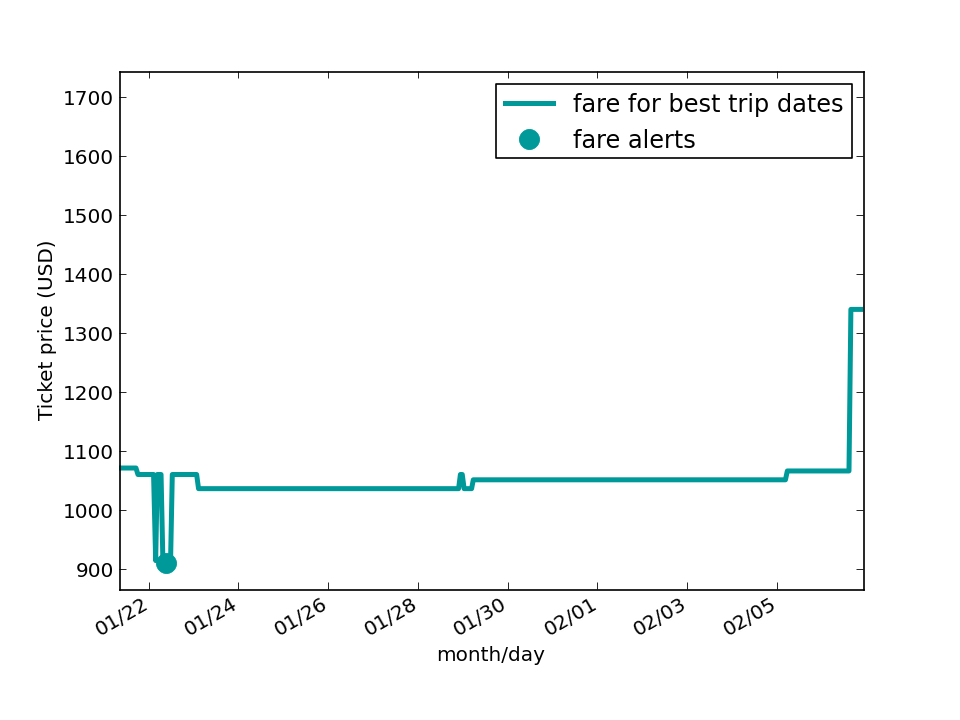 fare for best trip dates
fare alerts
Ticket price (USD)
1700
1600
1500
1400
1300
1200
1100
1000
900
01/22 01/24 01/26 01/28 01/30 02/01 02/03 02/05
month/day